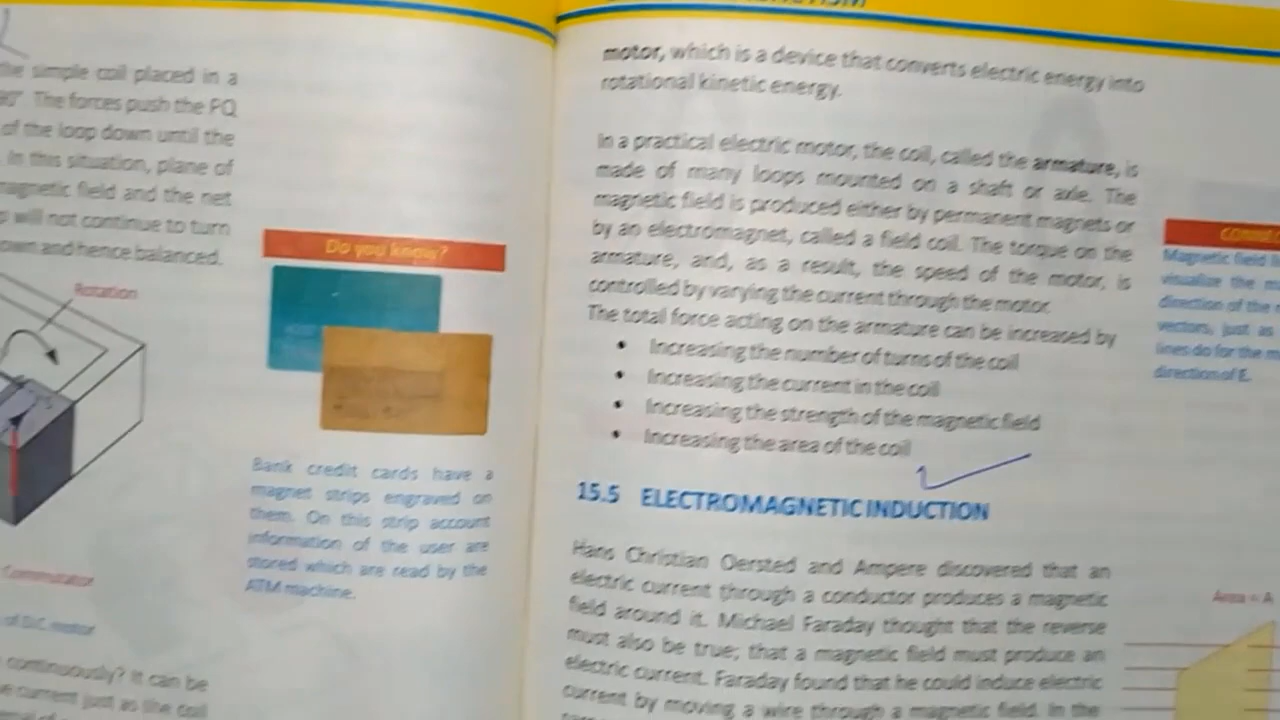 the simple coil placed in a
90° The forces push the PQ
of the loop down until the
In this situation, plane of
magnetic field and the net
will not continue to turn
down and hence balanced.
Rotation
Commutator
of D.C. motor
continuously? It can be
current just as the coil
Do you know?
Bank credit cards have a
magnet strips engraved on
them. On this strip account
information of the user are
stored which are read by the
ATM machine.
motor, which is a device that converts electric energy into
rotational kinetic energy.
In a practical electric motor, the coil, called the armature, is
made of many loops mounted on a shaft or axle. The
magnetic field is produced either by permanent magnets or
by an electromagnet, called a field coil. The torque on the
armature, and, as a result, the speed of the motor, is
controlled by varying the current through the motor.
The total force acting on the armature can be increased by
• Increasing the number of turns of the coil
• Increasing the current in the coil
• Increasing the strength of the magnetic field
• Increasing the area of the coil
15.5 ELECTROMAGNETIC INDUCTION
Hans Christian Oersted and Ampere discovered that an
electric current through a conductor produces a magnetic
field around it. Michael Faraday thought that the reverse
must also be true; that a magnetic field must produce an
electric current. Faraday found that he could induce electric
current by moving a wire through a magnetic field. In the
Magnetic field
visualize the
direction of the
vectors, just as
lines do for the
direction of E.
Area = A